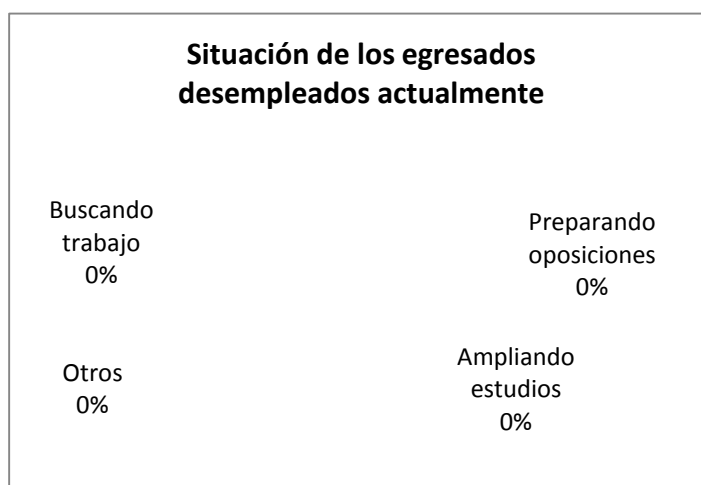 Situación de los egresados
desempleados actualmente
Buscando
trabajo
0%
Preparando
oposiciones
0%
Otros
0%
Ampliando
estudios
0%